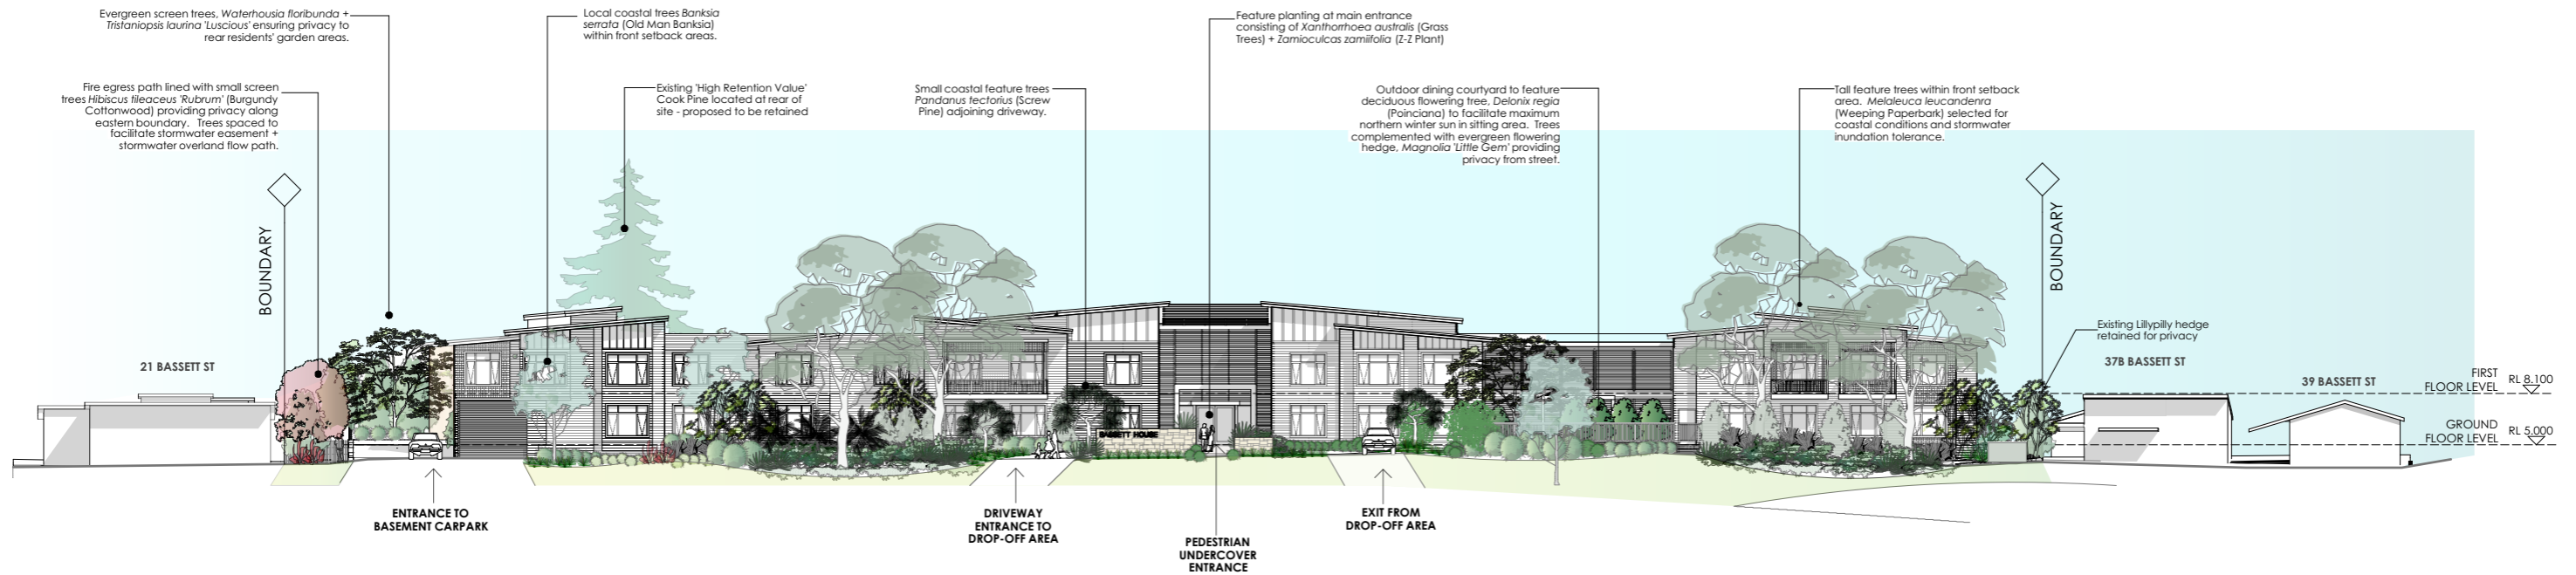 Evergreen screen trees, Waterhousia floribunda +
Tristaniopsis laurina 'Luscious' ensuring privacy to
rear residents' garden areas.
Fire egress path lined with small screen
trees Hibiscus tileaceus 'Rubrum' (Burgundy
Cottonwood) providing privacy along
eastern boundary. Trees spaced to
facilitate stormwater easement +
stormwater overland flow path.
Local coastal trees Banksia
serrata (Old Man Banksia)
within front setback areas.
Existing 'High Retention Value'
Cook Pine located at rear of
site - proposed to be retained
Small coastal feature trees
Pandanus tectorius (Screw
Pine) adjoining driveway.
Feature planting at main entrance
consisting of Xanthorrhoea australis (Grass
Trees) + Zamioculcas zamiifolia (Z-Z Plant)
Outdoor dining courtyard to feature
deciduous flowering tree, Delonix regia
(Poinciana) to facilitate maximum
northern winter sun in sitting area. Trees
complemented with evergreen flowering
hedge, Magnolia 'Little Gem' providing
privacy from street.
Tall feature trees within front setback
area. Melaleuca leucandenra
(Weeping Paperbark) selected for
coastal conditions and stormwater
inundation tolerance.
BOUNDARY
BOUNDARY
Existing Lillypilly hedge
retained for privacy
21 BASSETT ST
37B BASSETT ST
39 BASSETT ST
FIRST
FLOOR LEVEL
RL 8.100
GROUND
FLOOR LEVEL
RL 5.000
BASSETT HOUSE
ENTRANCE TO
BASEMENT CARPARK
DRIVEWAY
ENTRANCE TO
DROP-OFF AREA
PEDESTRIAN
UNDERCOVER
ENTRANCE
EXIT FROM
DROP-OFF AREA